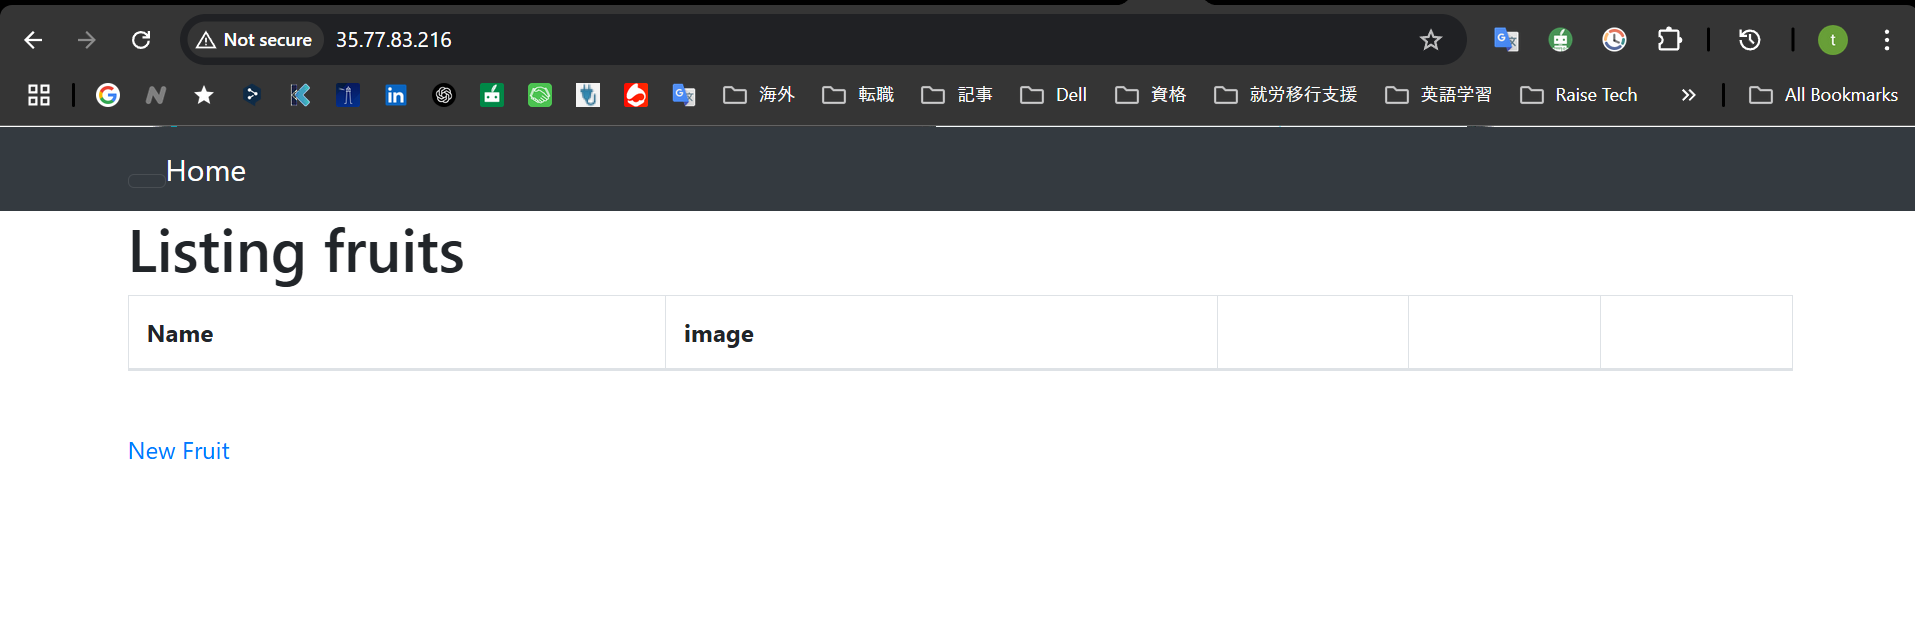 Not secure 35.77.83.216 t
海外 転職 記事 Dell 資格 就労移行支援 英語学習 Raise Tech All Bookmarks
Home
Listing fruits
Name image
New Fruit